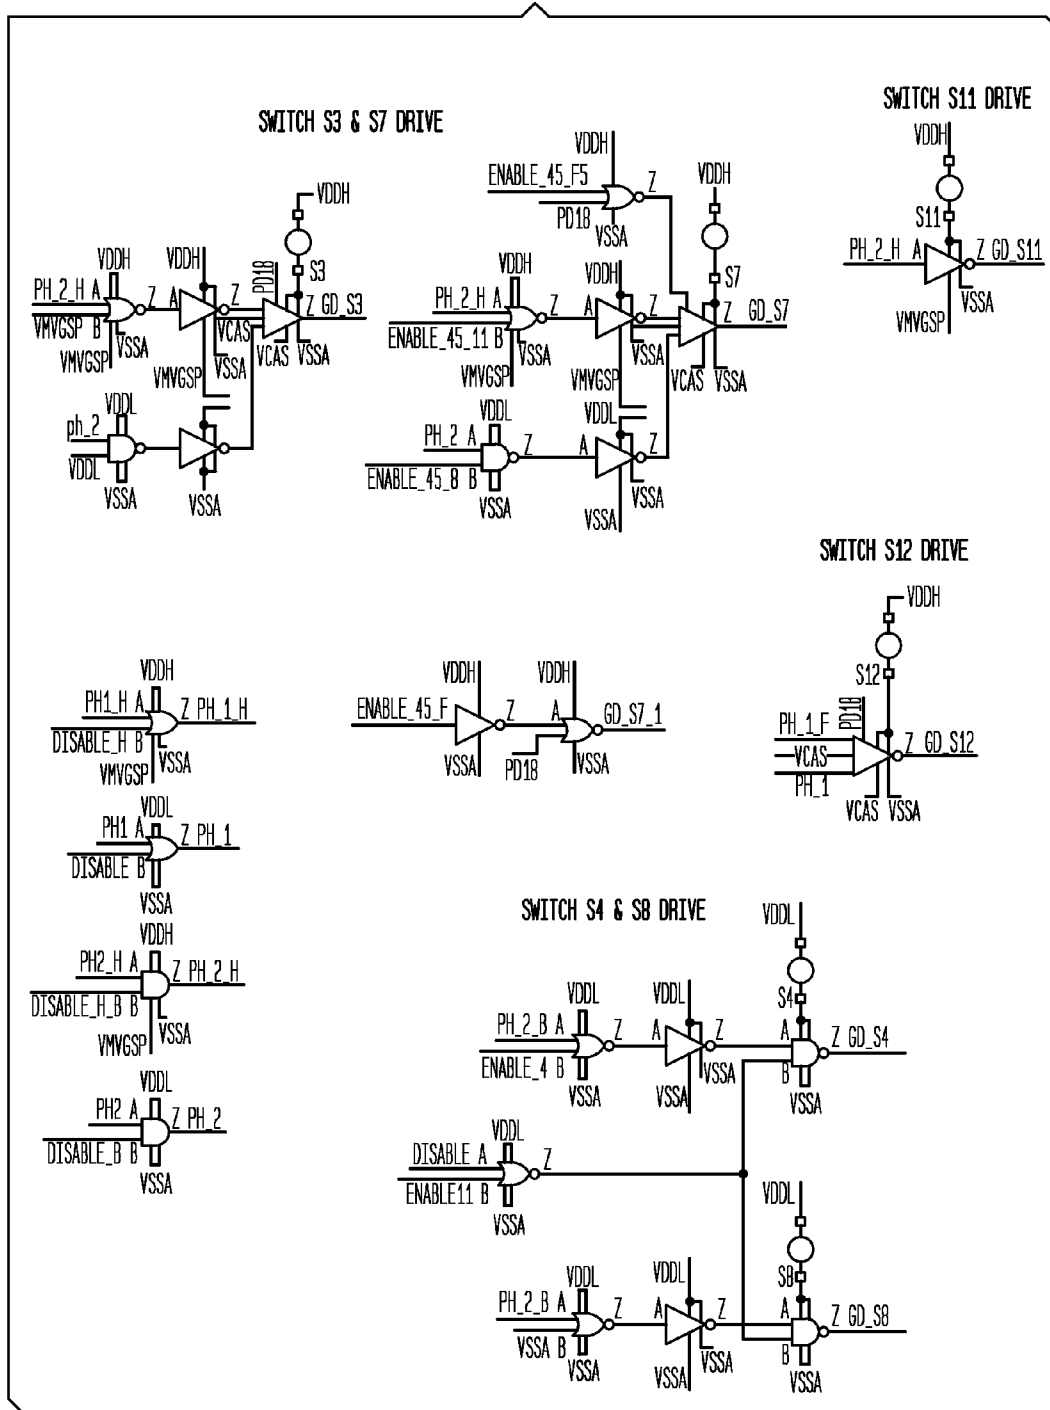 SWITCH S3 & S7 DRIVE
VDDH
S3
PD18
VDDH
VDDH
PH_2_H A
VMVGSP B
Z
A
Z
Z GD_S3
VCAS
VSSA
VMVGSP
VSSA
VCAS
VSSA
VMVGSP
VDDL
ph_2
VDDL
VSSA
VSSA
VDDH
ENABLE_45_F5
PD18
Z
VSSA
VDDH
S7
VDDH
VDDH
PH_2_H A
ENABLE_45_11 B
Z
A
Z
Z GD_S7
VSSA
VMVGSP
VSSA
VMVGSP
VCAS
VSSA
VDDL
VDDL
PH_2 A
ENABLE_45_8 B
Z
A
Z
VSSA
VSSA
VSSA
SWITCH S11 DRIVE
VDDH
S11
PH_2_H A
Z GD_S11
VSSA
VMVGSP
SWITCH S12 DRIVE
VDDH
S12
PD18
PH_1_F
VCAS
PH_1
Z GD_S12
VCAS
VSSA
VDDH
PH1_H A
DISABLE_H B
Z PH_1_H
VSSA
VMVGSP
VDDL
PH1 A
DISABLE B
Z PH_1
VSSA
VDDH
PH2_H A
DISABLE_H_B B
Z PH_2_H
VSSA
VMVGSP
VDDL
PH2 A
DISABLE_B B
Z PH_2
VSSA
VDDH
ENABLE_45_F
Z
VSSA
VDDH
A
PD18
GD_S7_1
VSSA
SWITCH S4 & S8 DRIVE
VDDL
S4
VDDL
VDDL
PH_2_B A
ENABLE_4 B
Z
A
Z
A
B
Z GD_S4
VSSA
VSSA
VSSA
VSSA
VDDL
DISABLE A
ENABLE11 B
Z
VSSA
VDDL
S8
VDDL
VDDL
PH_2_B A
VSSA B
Z
A
Z
A
B
Z GD_S8
VSSA
VSSA
VSSA
VSSA